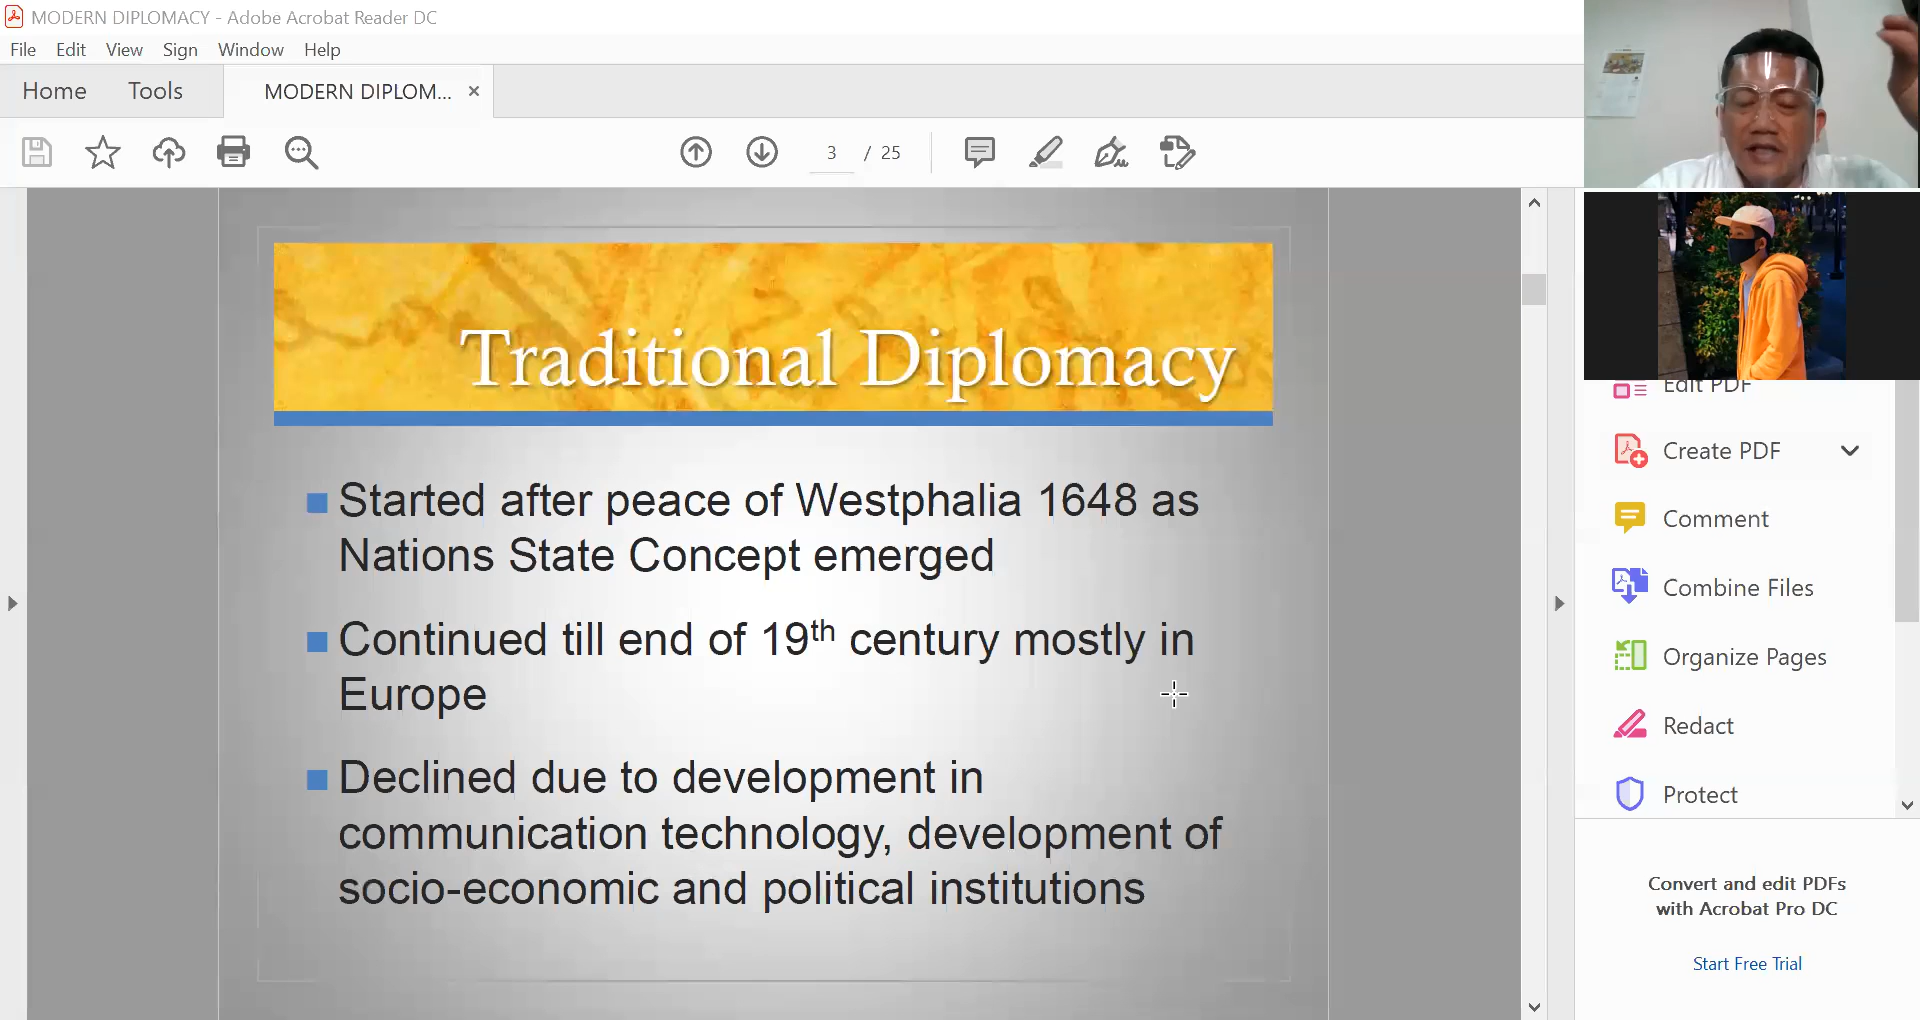 MODERN DIPLOMACY - Adobe Acrobat Reader DC
File Edit View Sign Window Help
Home Tools MODERN DIPLOM... ×
3 / 25
Traditional Diplomacy
Started after peace of Westphalia 1648 as
Nations State Concept emerged
Continued till end of 19th century mostly in
Europe
Declined due to development in
communication technology, development of
socio-economic and political institutions
Edit PDF
Create PDF
Comment
Combine Files
Organize Pages
Redact
Protect
Convert and edit PDFs
with Acrobat Pro DC
Start Free Trial